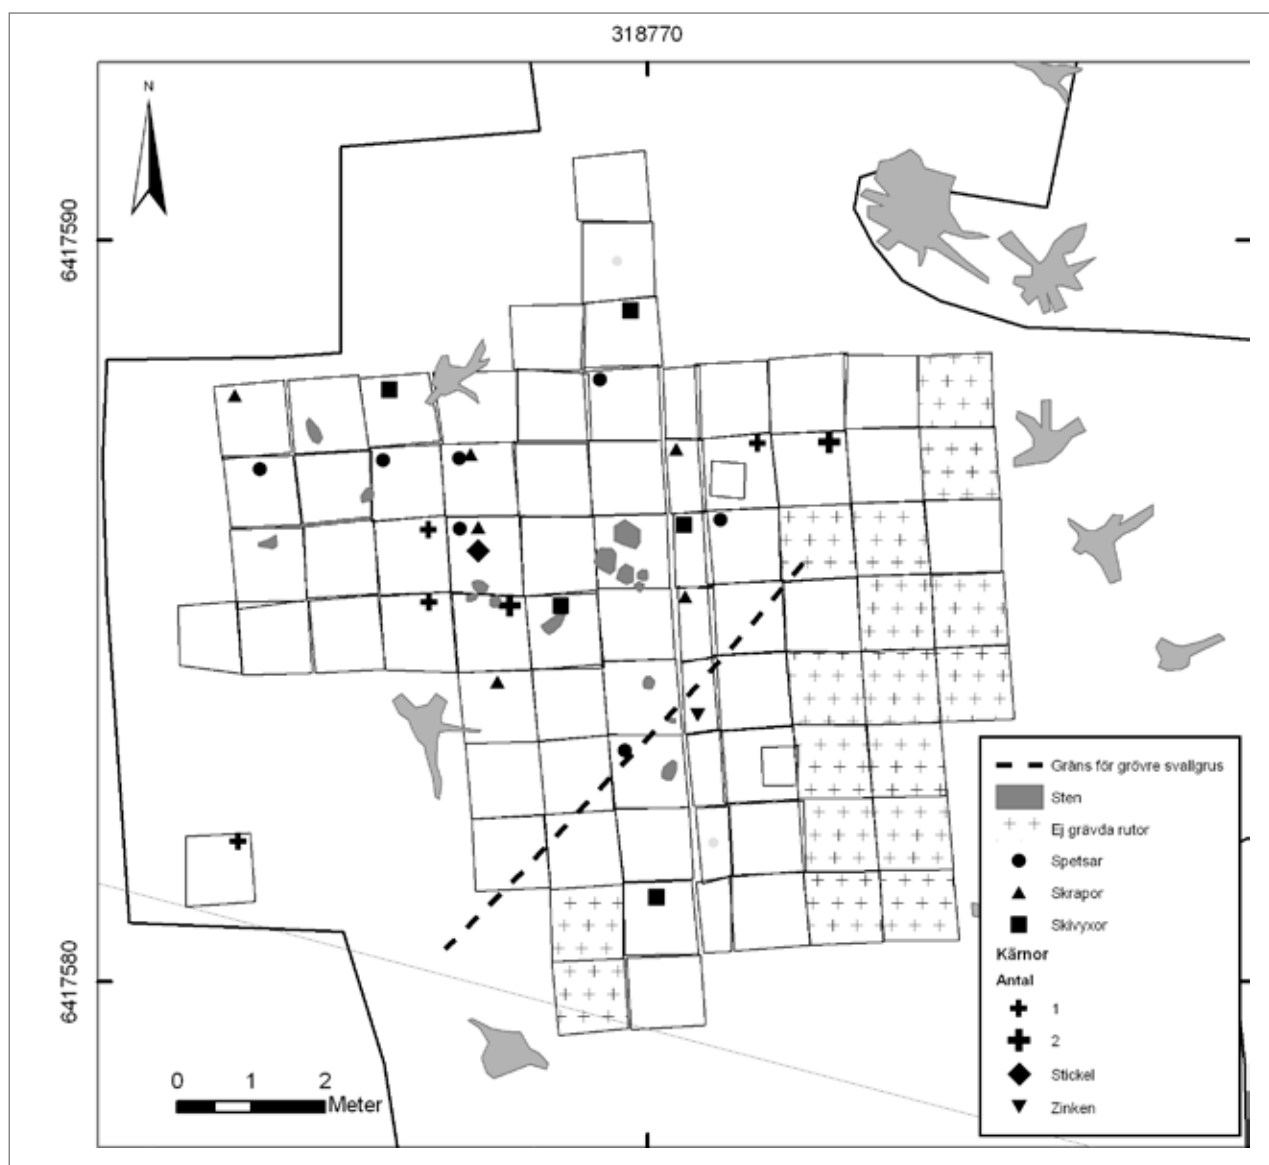 318770
N
6417590
6417580
0 1 2
Meter
Gräns för grövre svallgrus
Sten
Ej grävda rutor
Spetsar
Skrapor
Skivyxor
Kärnor
Antal
1
2
Stickel
Zinken